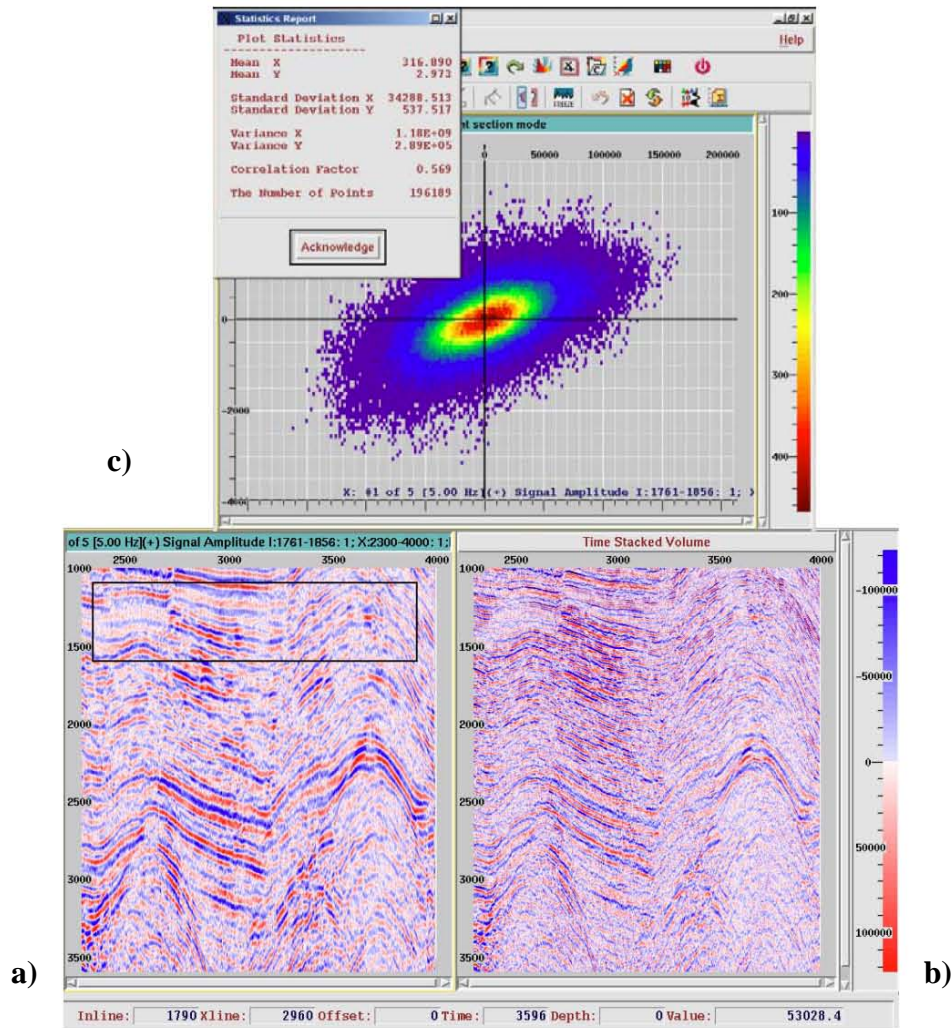 Statistics Report
Plot Statistics
--------------------
Mean X 316.890
Mean Y 2.973
Standard Deviation X 34288.513
Standard Deviation Y 537.517
Variance X 1.18E+09
Variance Y 2.89E+05
Correlation Factor 0.569
The Number of Points 196189
Acknowledge
Help
section mode
0 50000 100000 150000 200000
0
-2000
-4000
100
200
300
400
X: #1 of 5 [5.00 Hz](+) Signal Amplitude I:1761-1856: 1; X
c)
of 5 [5.00 Hz](+) Signal Amplitude I:1761-1856: 1; X:2300-4000: 1;
Time Stacked Volume
2500 3000 3500 4000
2500 3000 3500 4000
1000
1500
2000
2500
3000
3500
1000
1500
2000
2500
3000
3500
-100000
-50000
0
50000
100000
a)
b)
Inline: 1790 Xline: 2960 Offset: 0 Time: 3596 Depth: 0 Value: 53028.4